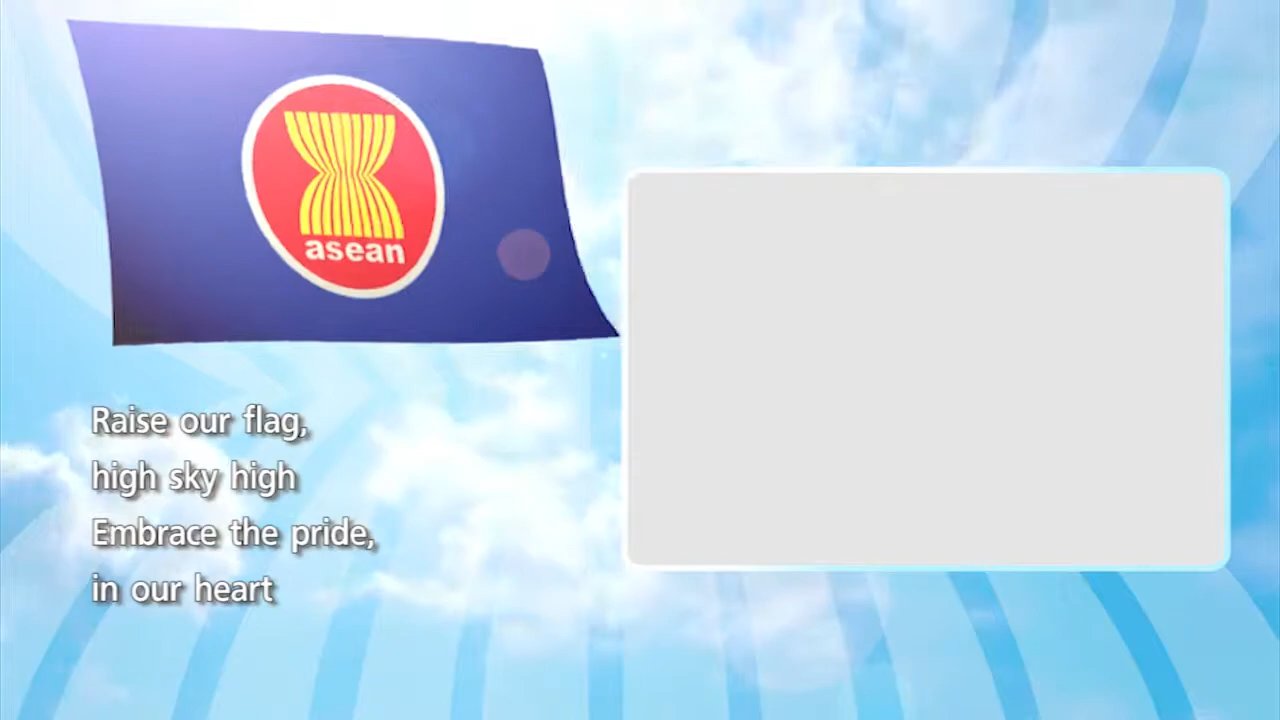 asean
Raise our flag,
high sky high
Embrace the pride,
in our heart